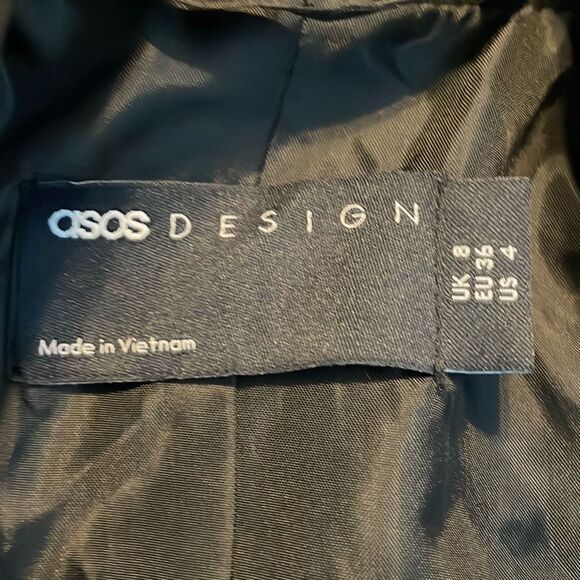 asos DESIGN
Made in Vietnam
UK 8
EU 36
US 4